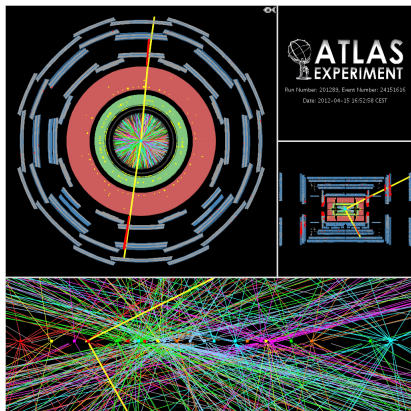 ATLAS
EXPERIMENT
Run Number: 201289, Event Number: 24151616
Date: 2012-04-15 16:52:58 CEST